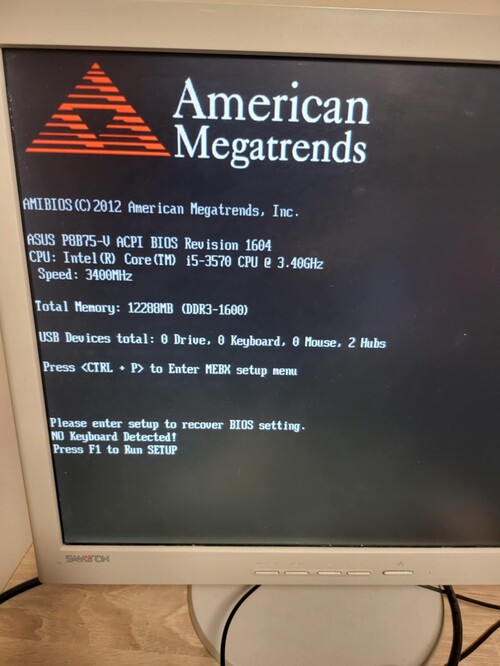 American
Megatrends
AMIBIOS(C)2012 American Megatrends, Inc.
ASUS P8B75-V ACPI BIOS Revision 1604
CPU: Intel(R) Core(TM) i5-3570 CPU @ 3.40GHz
Speed: 3400MHz
Total Memory: 12288MB (DDR3-1600)
USB Devices total: 0 Drive, 0 Keyboard, 0 Mouse, 2 Hubs
Press <CTRL + P> to Enter MEBX setup menu
Please enter setup to recover BIOS setting.
NO Keyboard Detected!
Press F1 to Run SETUP